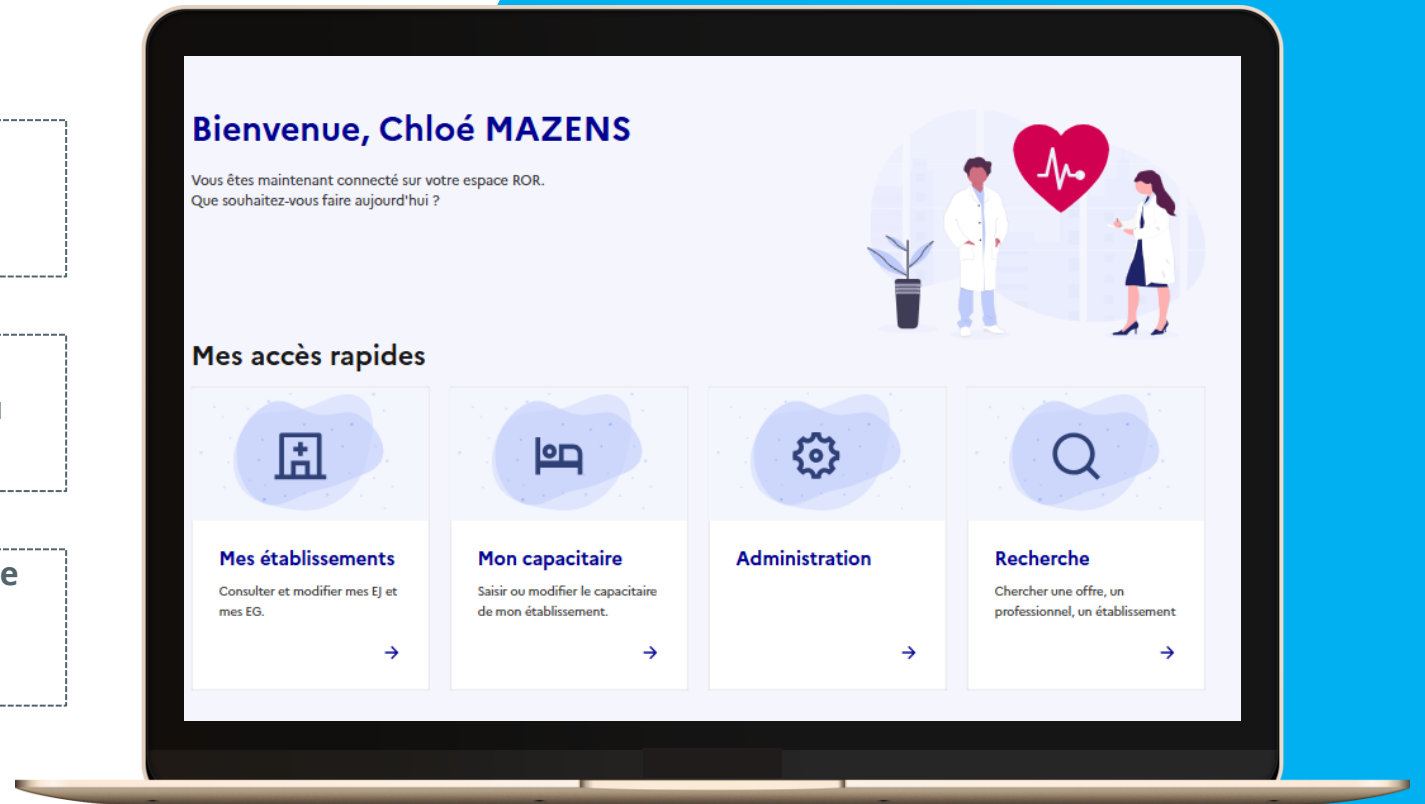 Bienvenue, Chloé MAZENS
Vous êtes maintenant connecté sur votre espace ROR.
Que souhaitez-vous faire aujourd'hui ?
Mes accès rapides
Mes établissements
Consulter et modifier mes EJ et
mes EG.
Mon capacitaire
Saisir ou modifier le capacitaire
de mon établissement.
Administration
Recherche
Chercher une offre, un
professionnel, un établissement